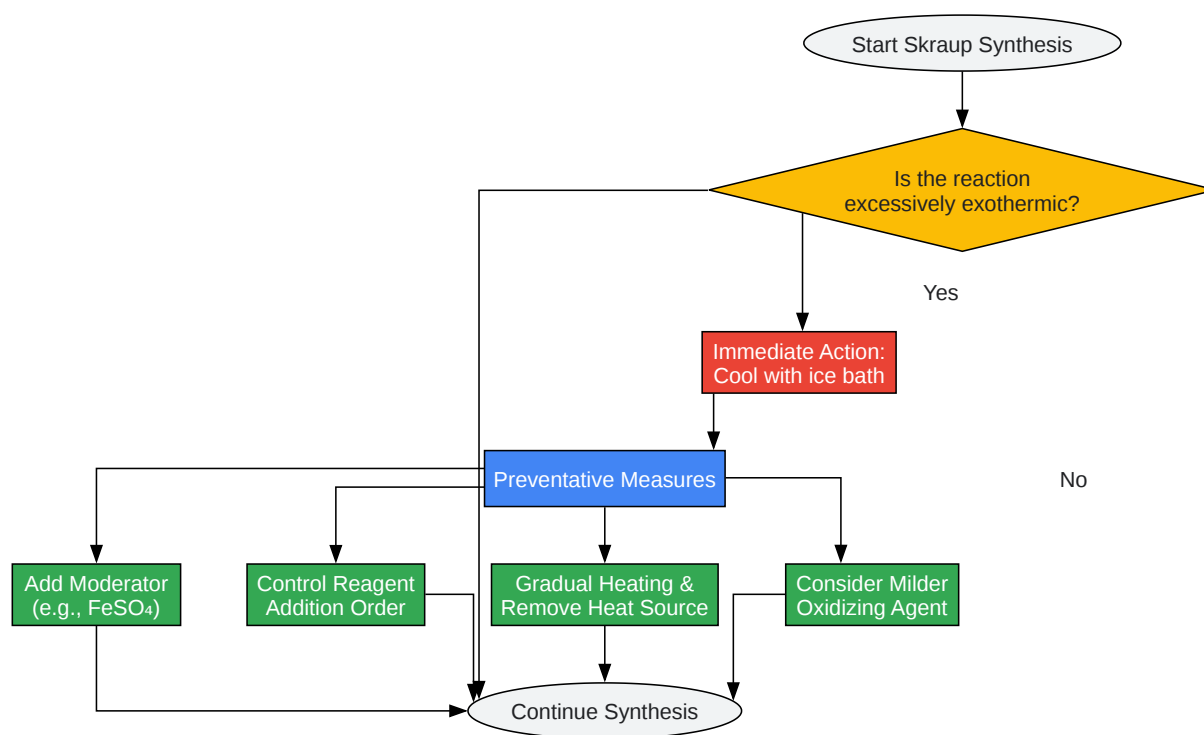 Start Skraup Synthesis
Is the reaction
excessively exothermic?
Yes
Immediate Action:
Cool with ice bath
Preventative Measures
No
Add Moderator
(e.g., FeSO₄)
Control Reagent
Addition Order
Gradual Heating &
Remove Heat Source
Consider Milder
Oxidizing Agent
Continue Synthesis